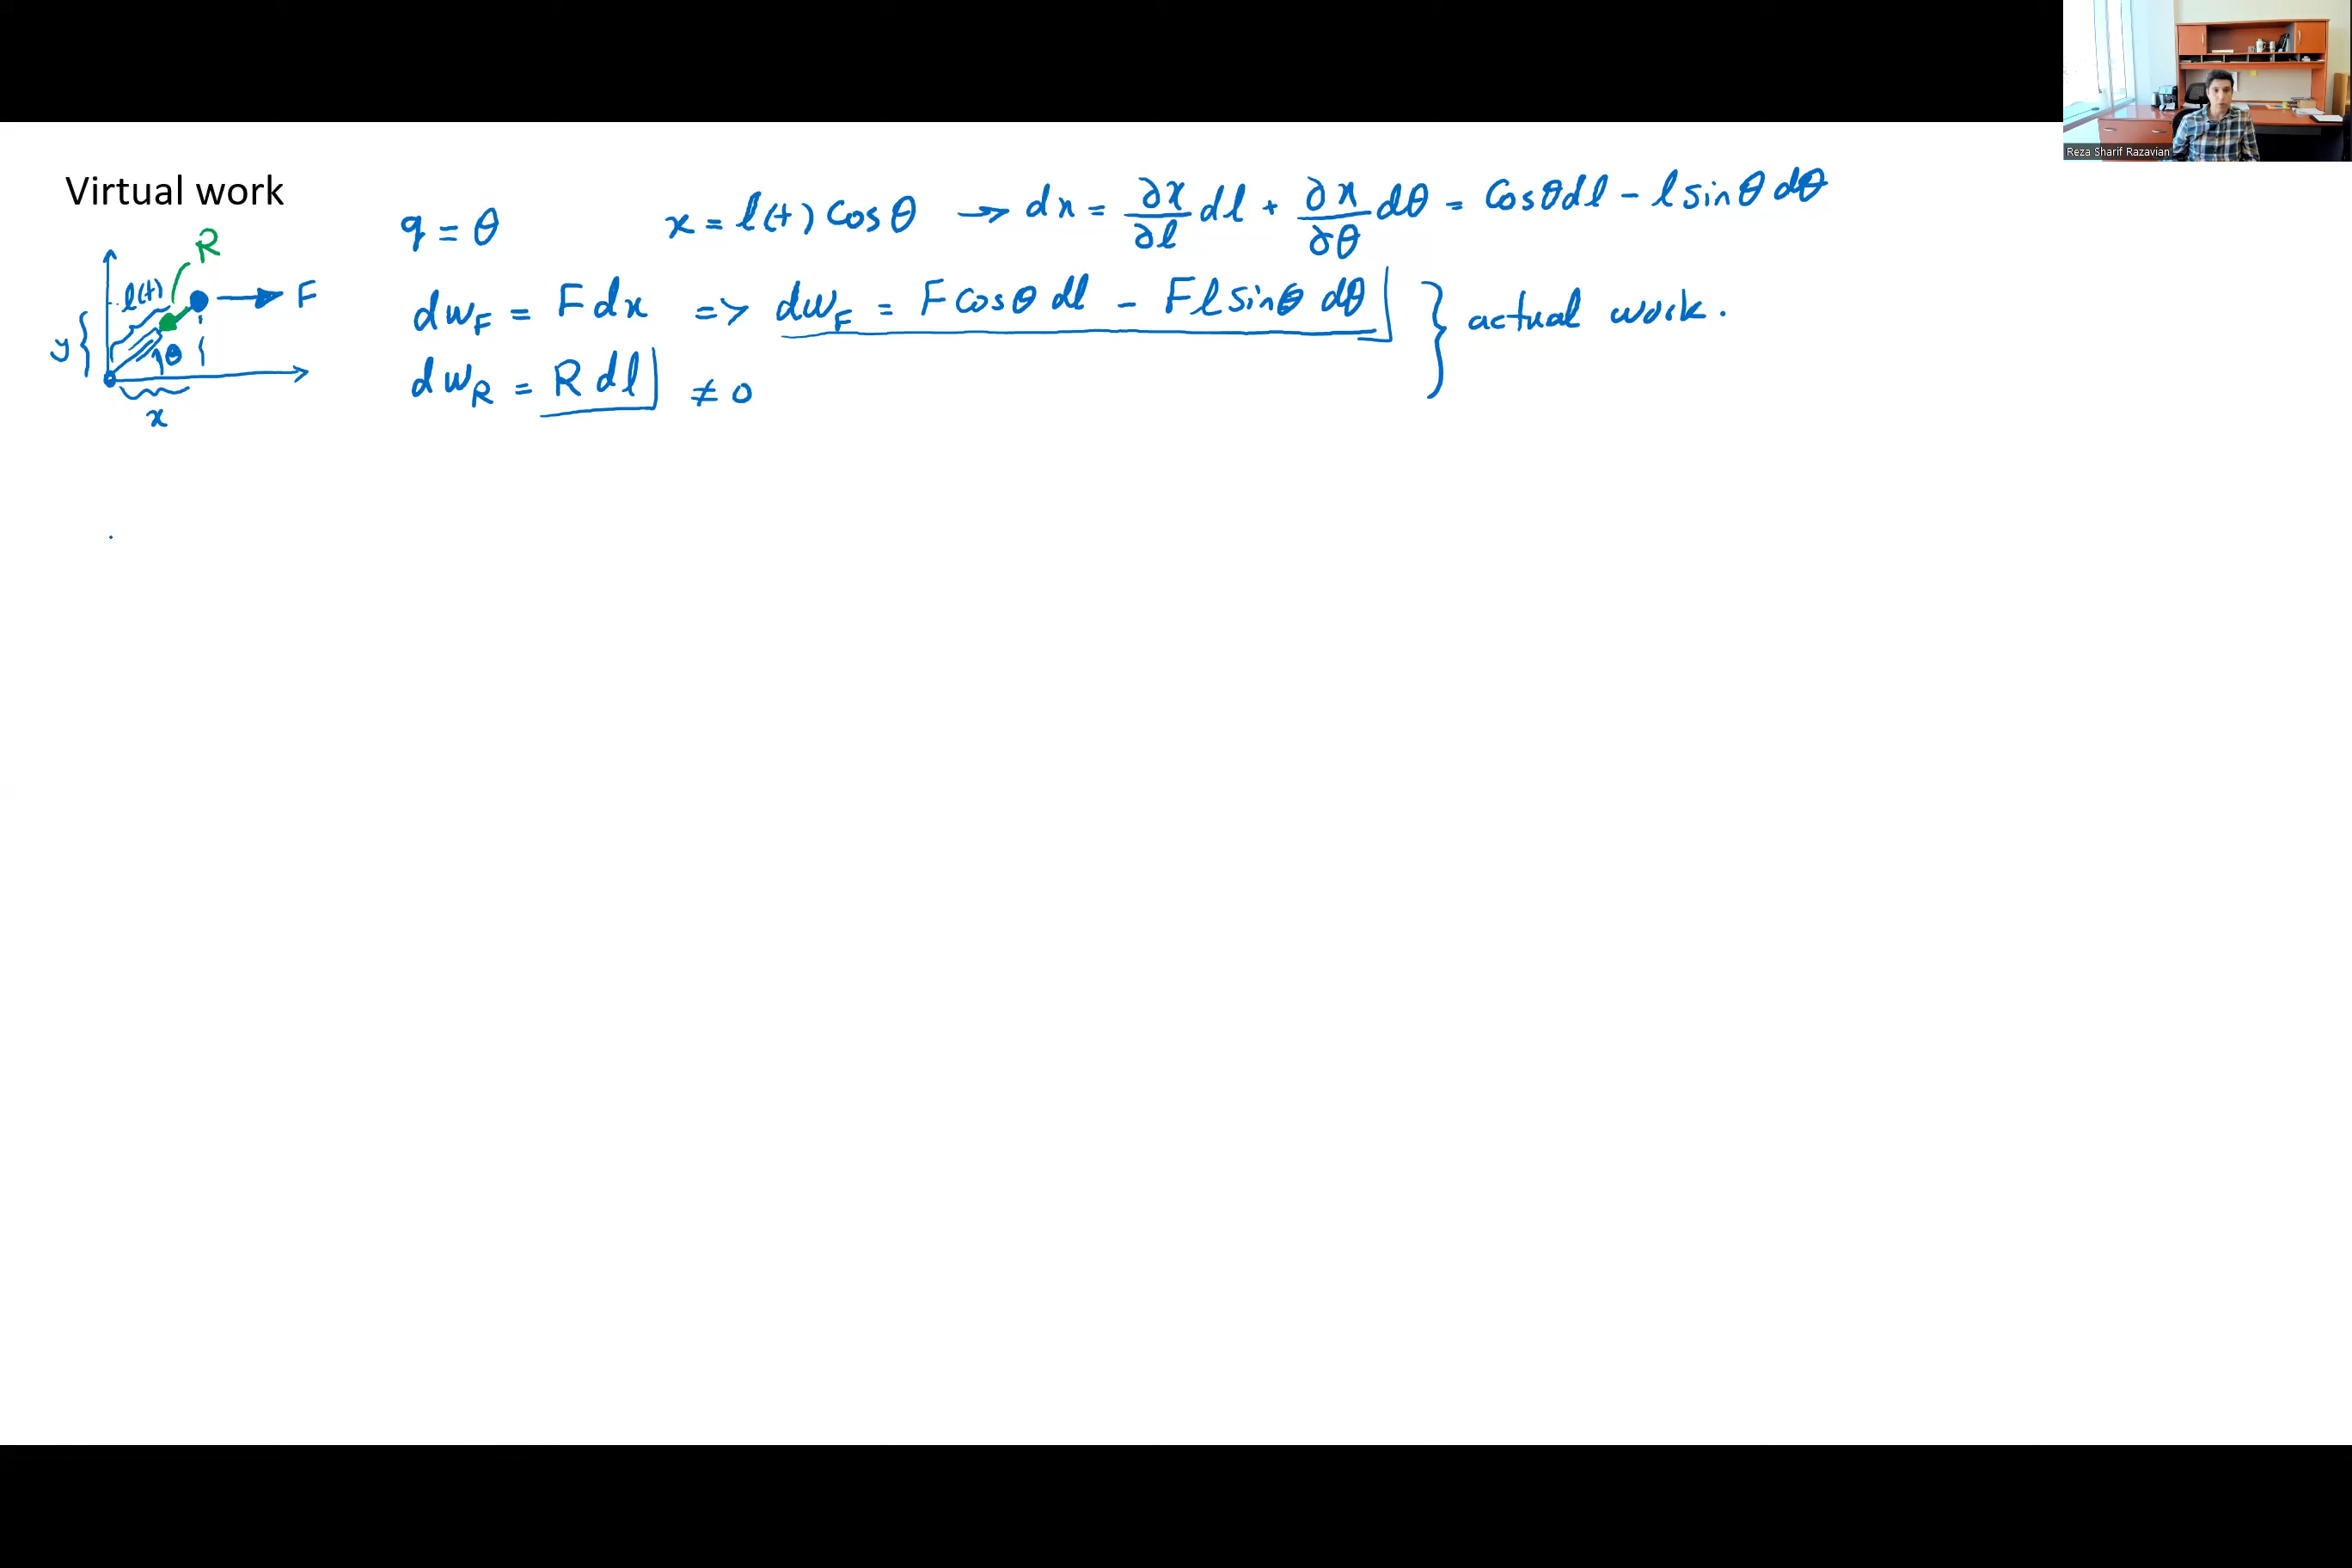 Reza Sharif Razavian
Virtual work
q = θ
x = l(t) cos θ → dx = ∂x/∂l dl + ∂x/∂θ dθ = cosθ dl - l sin θ dθ
R
l(t)
F
y
θ
x
dw_F = F dx => dw_F = F cos θ dl - F l sin θ dθ } actual work.
dw_R = R dl ≠ 0